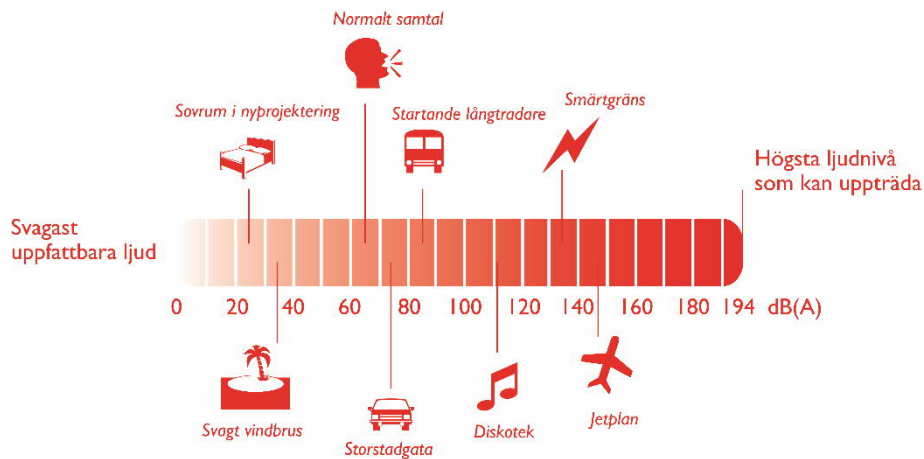 Normalt samtal
Sovrum i nyprojektering
Startande långtradare
Smärtgräns
Högsta ljudnivå
som kan uppträda
Svagast
uppfattbara ljud
0 20 40 60 80 100 120 140 160 180 194 dB(A)
Svagt vindbrus
Storstadgata
Diskotek
Jetplan